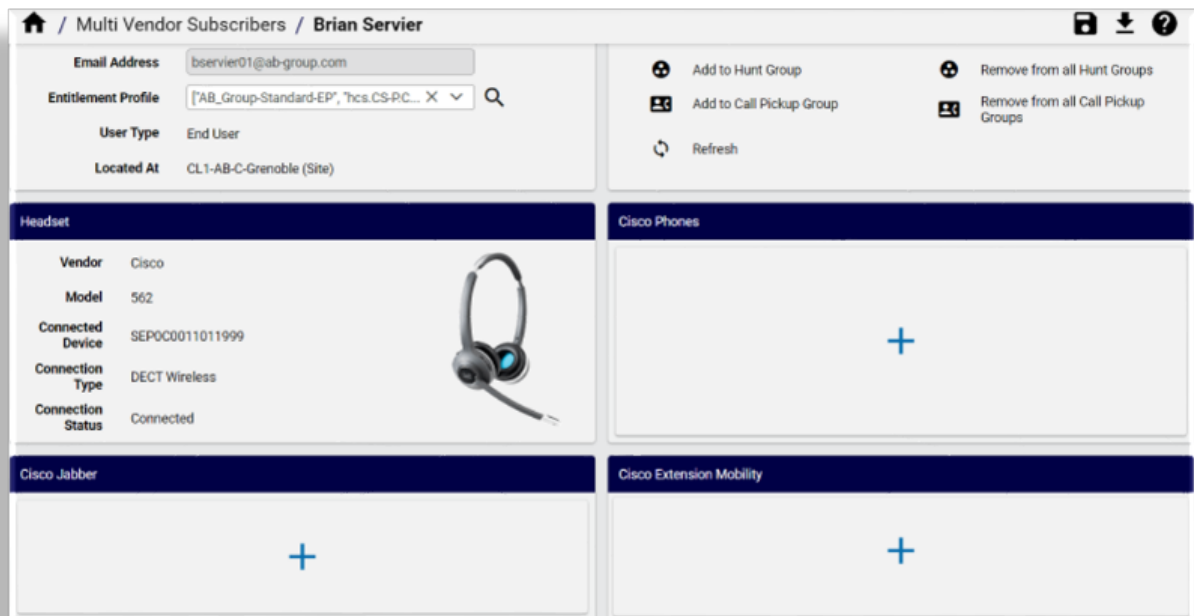 / Multi Vendor Subscribers / Brian Servier
Email Address bservier01@ab-group.com
Entitlement Profile ["AB_Group-Standard-EP", "hcs.CS-P.C...
User Type End User
Located At CL1-AB-C-Grenoble (Site)
Add to Hunt Group
Remove from all Hunt Groups
Add to Call Pickup Group
Remove from all Call Pickup
Groups
Refresh
Headset
Vendor Cisco
Model 562
Connected
Device SEP0C0011011999
Connection
Type DECT Wireless
Connection
Status Connected
Cisco Phones
+
Cisco Jabber
+
Cisco Extension Mobility
+